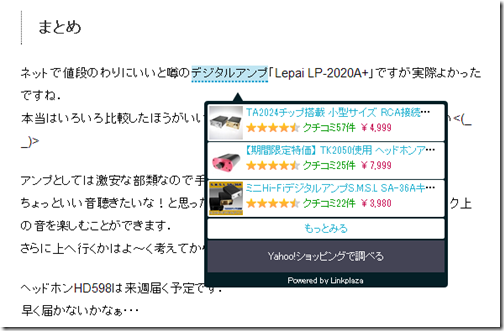 まとめ
ネットで値段のわりにいいと噂のデジタルアンプ「Lepai LP-2020A+」ですが実際よかった
ですね.
本当はいろいろ比較したほうがいい
い<(_
_)>
TA2024チップ搭載 小型サイズ RCA接続…
クチコミ57件 ¥4,999
【期間限定特価】 TK2050使用 ヘッドホンア…
クチコミ25件 ¥7,999
ミニHi-FiデジタルアンプS.M.S.L SA-36Aキ…
クチコミ22件 ¥3,980
もっとみる
Yahoo!ショッピングで調べる
Powered by Linkplaza
アンプとしては激安な部類なので手
ちょっといい音聴きたいな！と思った
ク上
の音を楽しむことができます.
さらに上へ行くかはよ～く考えてから
ヘッドホンHD598は来週届く予定です.
早く届かないかなぁ･･･